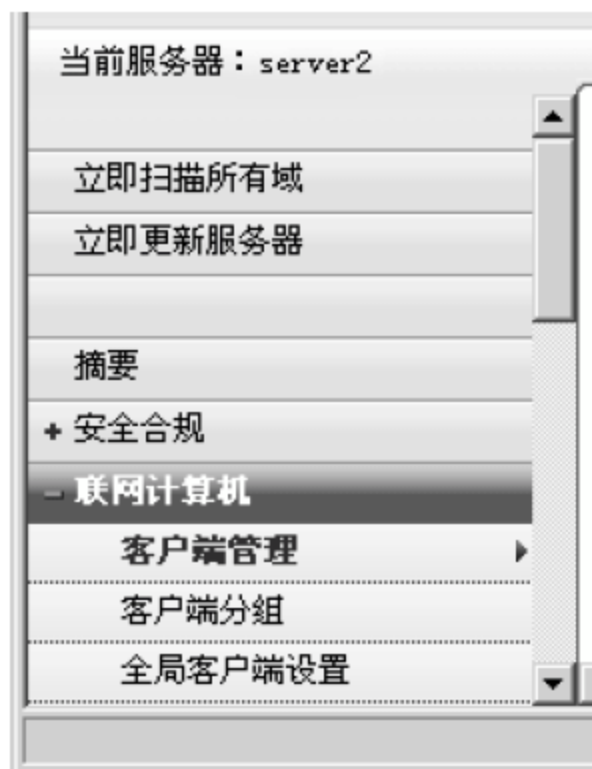 当前服务器：server2
立即扫描所有域
立即更新服务器
摘要
+ 安全合规
- 联网计算机
客户端管理
客户端分组
全局客户端设置